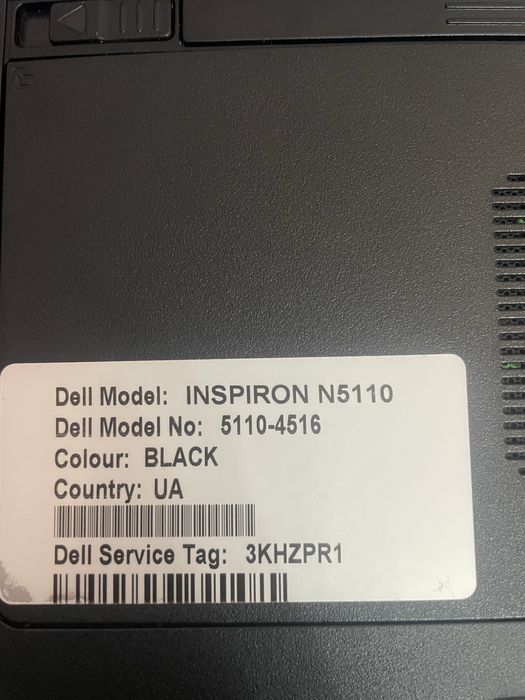 Dell Model: INSPIRON N5110
Dell Model No: 5110-4516
Colour: BLACK
Country: UA
Dell Service Tag: 3KHZPR1